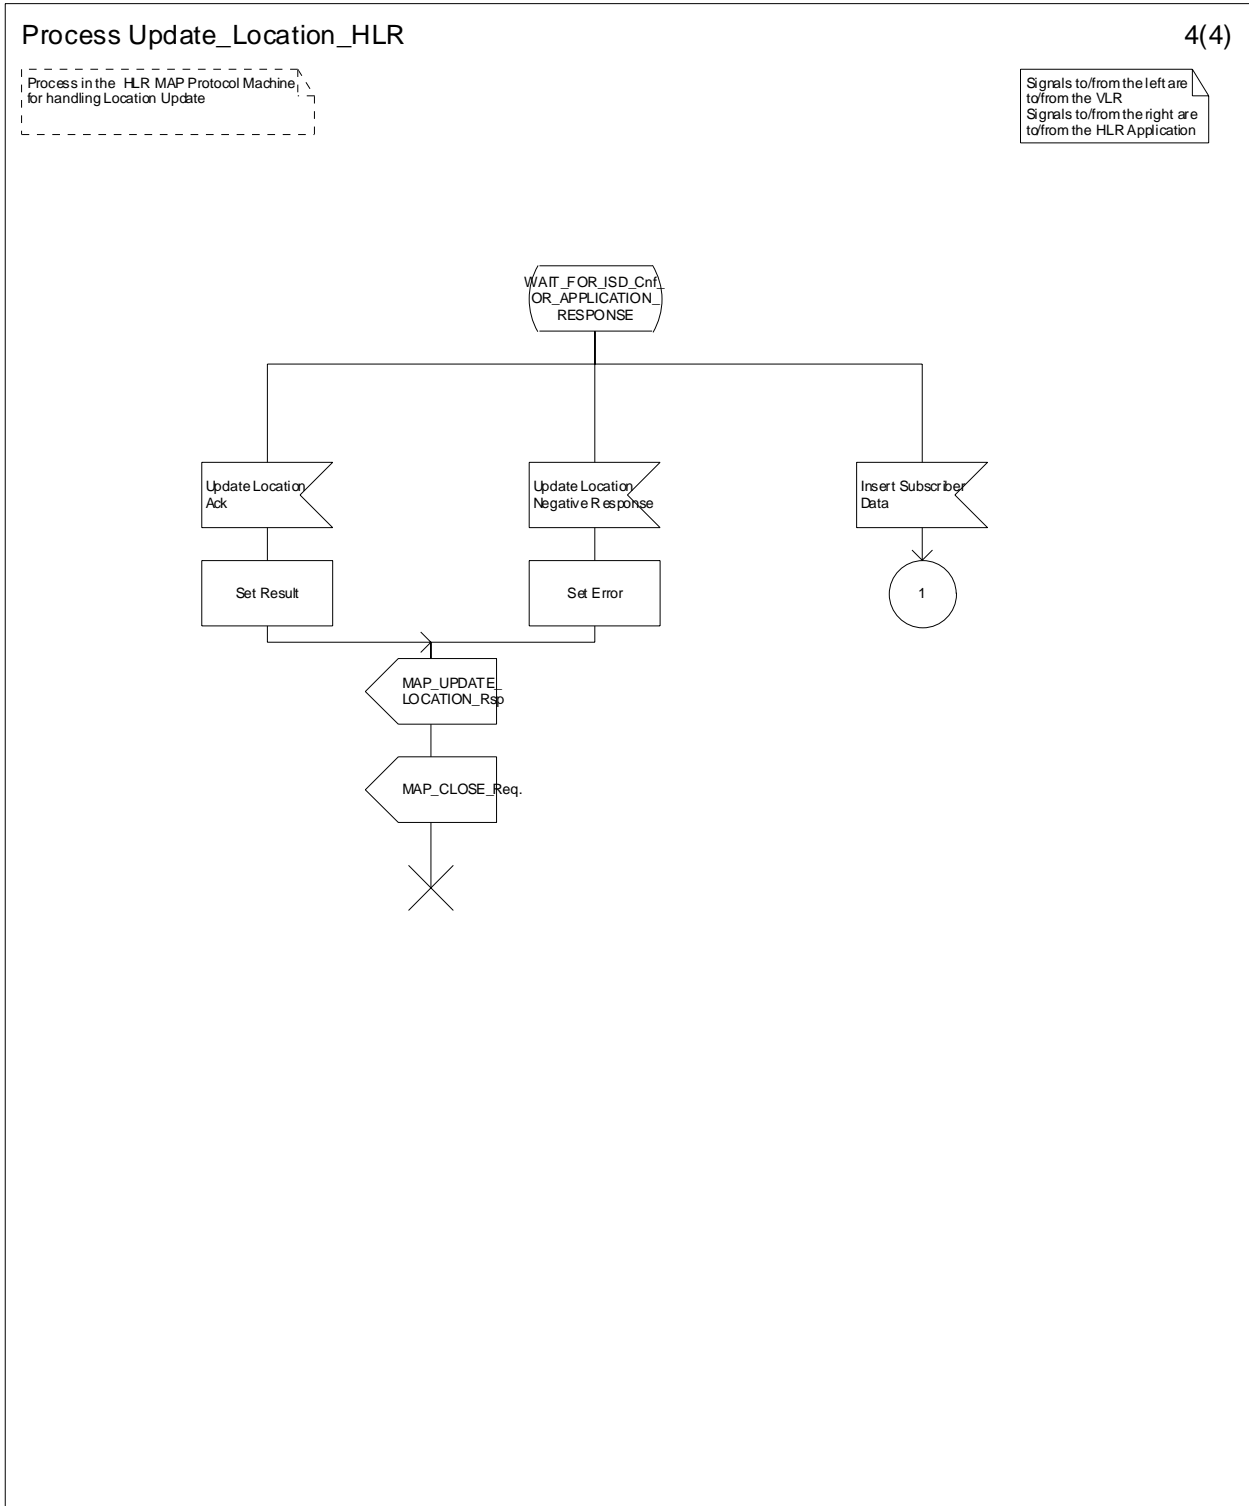 Process Update_Location_HLR
4(4)
Process in the HLR MAP Protocol Machine
for handling Location Update
Signals to/from the left are
to/from the VLR
Signals to/from the right are
to/from the HLR Application
WAIT_FOR_ISD_Cnf_
OR_APPLICATION_
RESPONSE
Update Location
Ack
Update Location
Negative Response
Insert Subscriber
Data
Set Result
Set Error
1
MAP_UPDATE_
LOCATION_Rsp
MAP_CLOSE_Req.